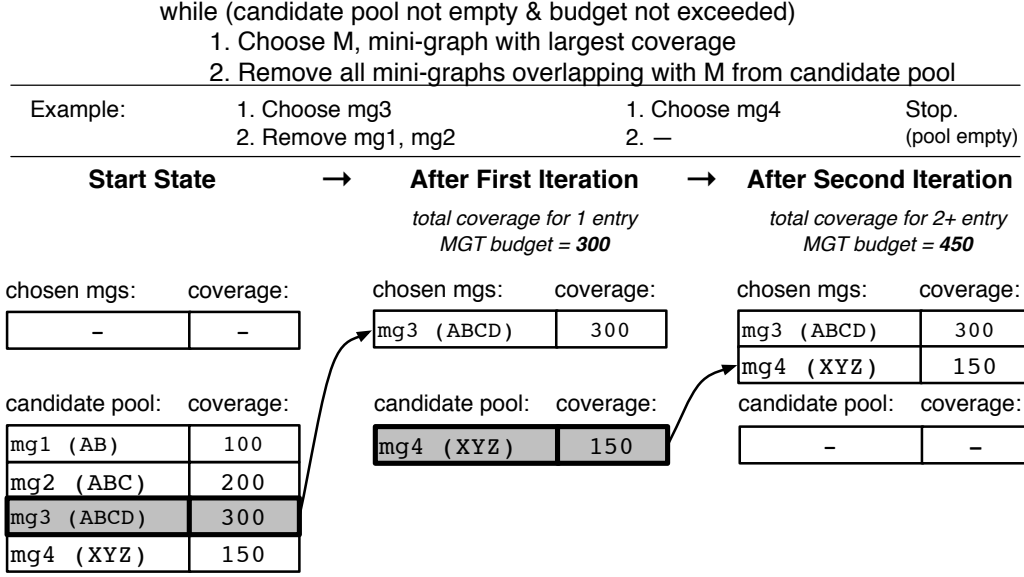 while (candidate pool not empty & budget not exceeded)
1. Choose M, mini-graph with largest coverage
2. Remove all mini-graphs overlapping with M from candidate pool
Example: 1. Choose mg3 1. Choose mg4 Stop.
2. Remove mg1, mg2 2. — (pool empty)
Start State → After First Iteration → After Second Iteration
total coverage for 1 entry total coverage for 2+ entry
MGT budget = 300 MGT budget = 450
chosen mgs: coverage: chosen mgs: coverage: chosen mgs: coverage:
– – mg3 (ABCD) 300 mg3 (ABCD) 300
mg4 (XYZ) 150
candidate pool: coverage: candidate pool: coverage: candidate pool: coverage:
mg1 (AB) 100 mg4 (XYZ) 150 – –
mg2 (ABC) 200
mg3 (ABCD) 300
mg4 (XYZ) 150